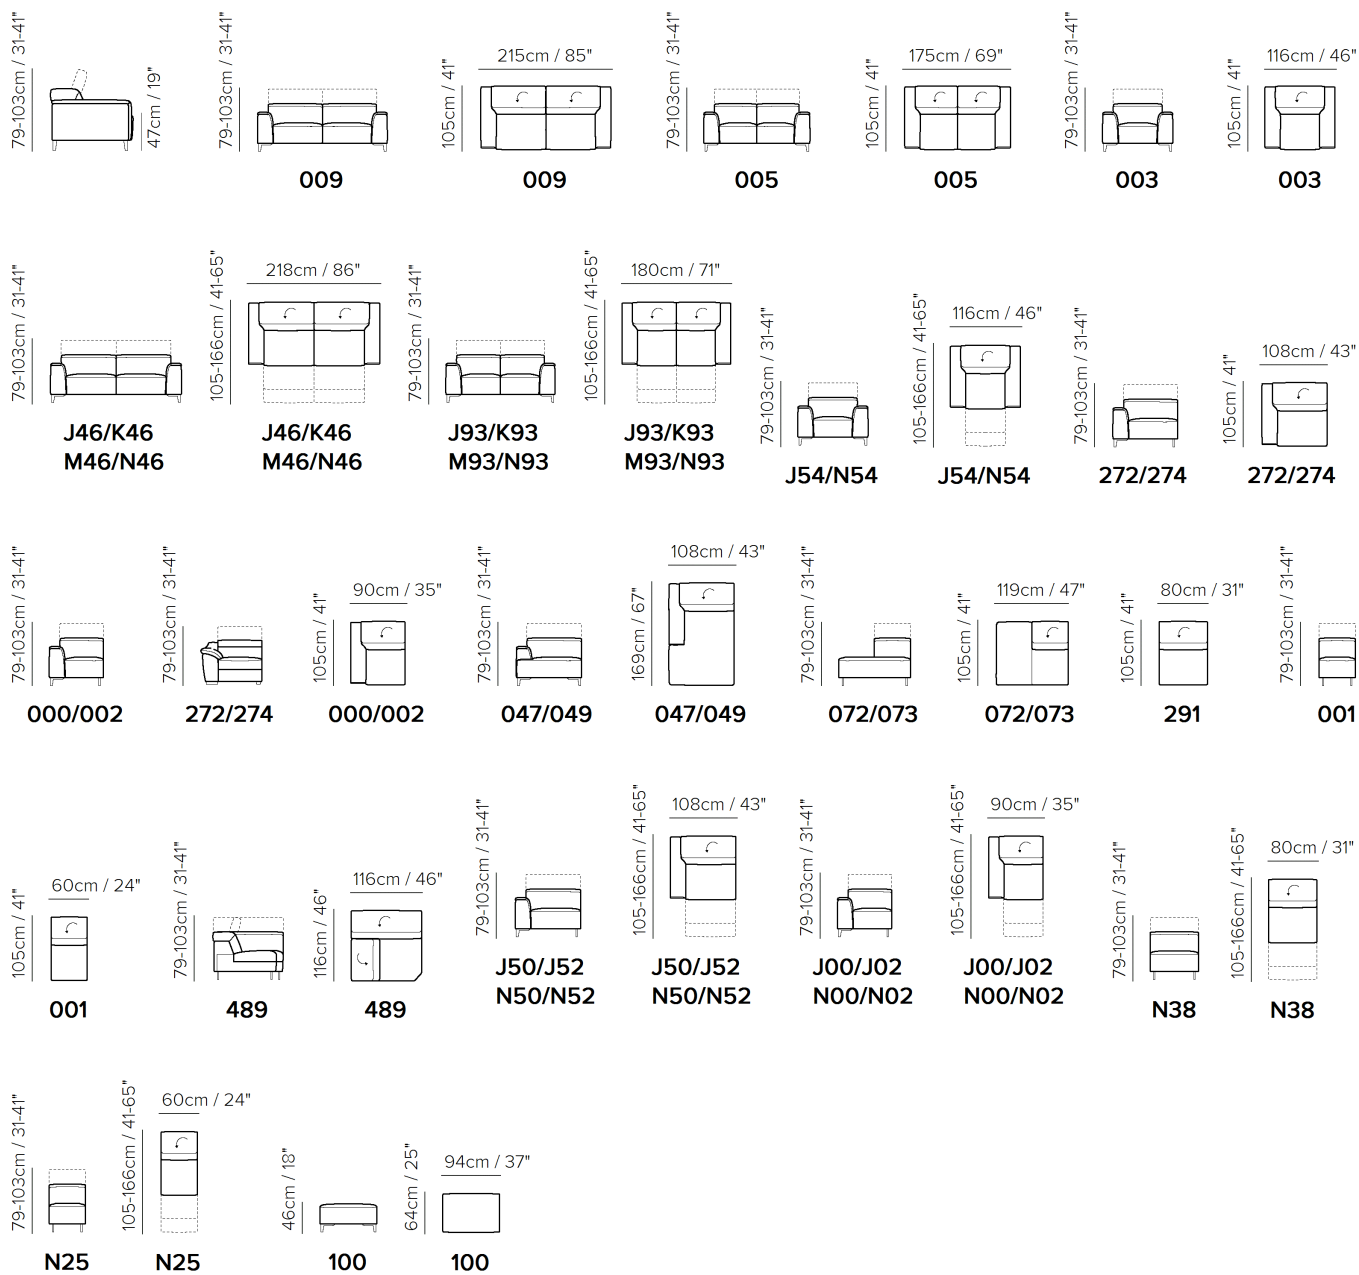 79-103cm / 31-41"
47cm / 19"
79-103cm / 31-41"
009
105cm / 41"
215cm / 85"
009
79-103cm / 31-41"
005
105cm / 41"
175cm / 69"
005
79-103cm / 31-41"
003
105cm / 41"
116cm / 46"
003
79-103cm / 31-41"
J46/K46
M46/N46
105-166cm / 41-65"
218cm / 86"
J46/K46
M46/N46
79-103cm / 31-41"
J93/K93
M93/N93
105-166cm / 41-65"
180cm / 71"
J93/K93
M93/N93
79-103cm / 31-41"
J54/N54
105-166cm / 41-65"
116cm / 46"
J54/N54
79-103cm / 31-41"
272/274
105cm / 41"
108cm / 43"
272/274
79-103cm / 31-41"
000/002
79-103cm / 31-41"
272/274
105cm / 41"
90cm / 35"
000/002
79-103cm / 31-41"
047/049
169cm / 67"
108cm / 43"
047/049
79-103cm / 31-41"
072/073
105cm / 41"
119cm / 47"
072/073
105cm / 41"
80cm / 31"
291
79-103cm / 31-41"
001
105cm / 41"
60cm / 24"
001
79-103cm / 31-41"
489
116cm / 46"
116cm / 46"
489
79-103cm / 31-41"
J50/J52
N50/N52
105-166cm / 41-65"
108cm / 43"
J50/J52
N50/N52
79-103cm / 31-41"
J00/J02
N00/N02
105-166cm / 41-65"
90cm / 35"
J00/J02
N00/N02
79-103cm / 31-41"
N38
105-166cm / 41-65"
80cm / 31"
N38
79-103cm / 31-41"
N25
105-166cm / 41-65"
60cm / 24"
N25
46cm / 18"
100
64cm / 25"
94cm / 37"
100